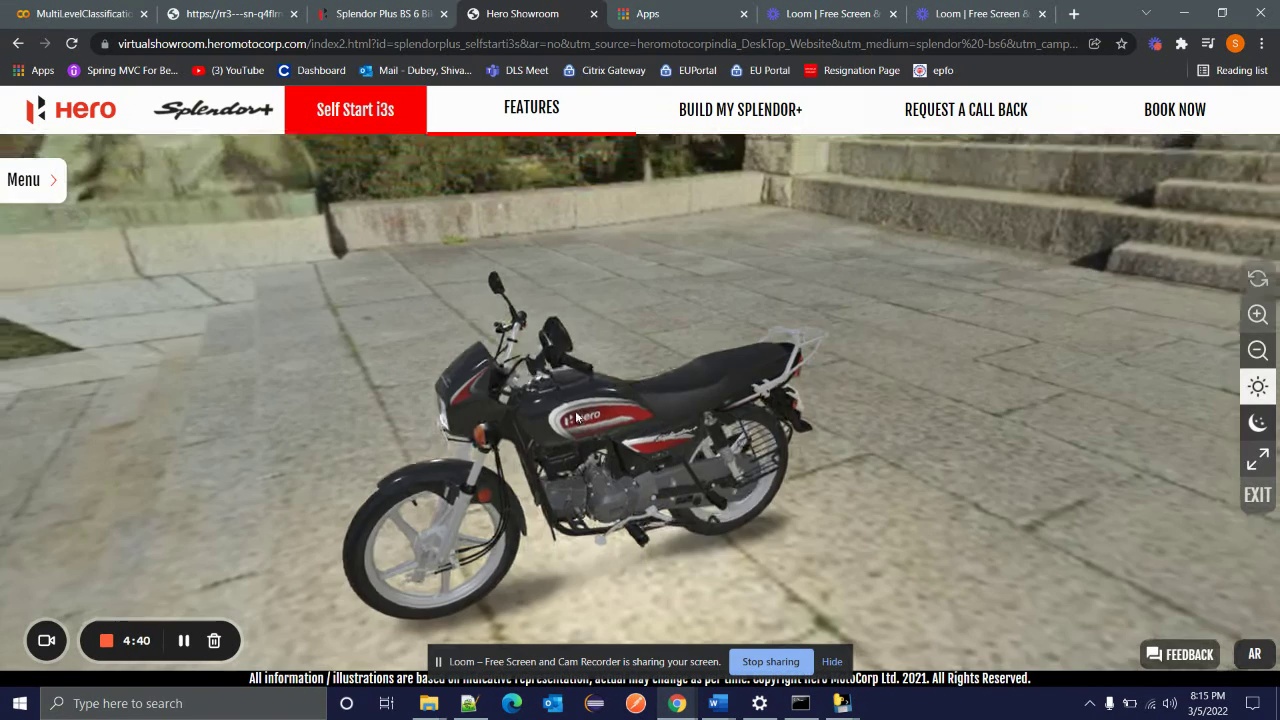 MultiLevelClassificatio
https://rr3---sn-q4flm
Splendor Plus BS 6 Bi
Hero Showroom
Apps
Loom | Free Screen &
Loom | Free Screen &
virtualshowroom.heromotocorp.com/index2.html?id=splendorplus_selfstarti3s&at=no&utm_source=heromotocorpindia_DeskTop_Website&utm_medium=splendor%20-bs6&utm_camp...
S
Apps
Spring MVC For Be...
(3) YouTube
Dashboard
Mail - Dubey, Shiva...
DLS Meet
Citrix Gateway
EUPortal
EU Portal
Resignation Page
epfo
Reading list
Hero
Splendor+
Self Start i3s
FEATURES
BUILD MY SPLENDOR+
REQUEST A CALL BACK
BOOK NOW
Menu
Hero
EXIT
4:40
Loom – Free Screen and Cam Recorder is sharing your screen.
Stop sharing
Hide
FEEDBACK
AR
All information / illustrations are based on indicative representation, actual may change as per time. Copyright Hero MotoCorp Ltd. 2021. All Rights Reserved.
Type here to search
8:15 PM
3/5/2022